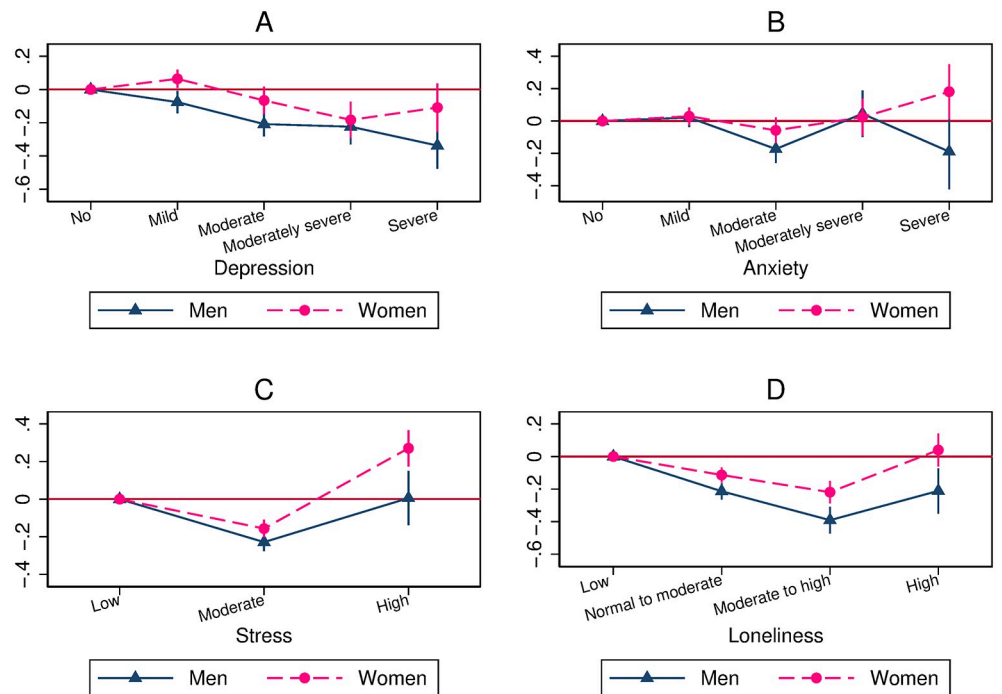 A
.2
0
-.2
-.4
-.6
No
Mild
Moderate
Moderately severe
Severe
Depression
Men
Women
B
.4
.2
0
-.2
-.4
No
Mild
Moderate
Moderately severe
Severe
Anxiety
Men
Women
C
.4
.2
0
-.2
-.4
Low
Moderate
High
Stress
Men
Women
D
.2
0
-.2
-.4
-.6
Low
Normal to moderate
Moderate to high
High
Loneliness
Men
Women